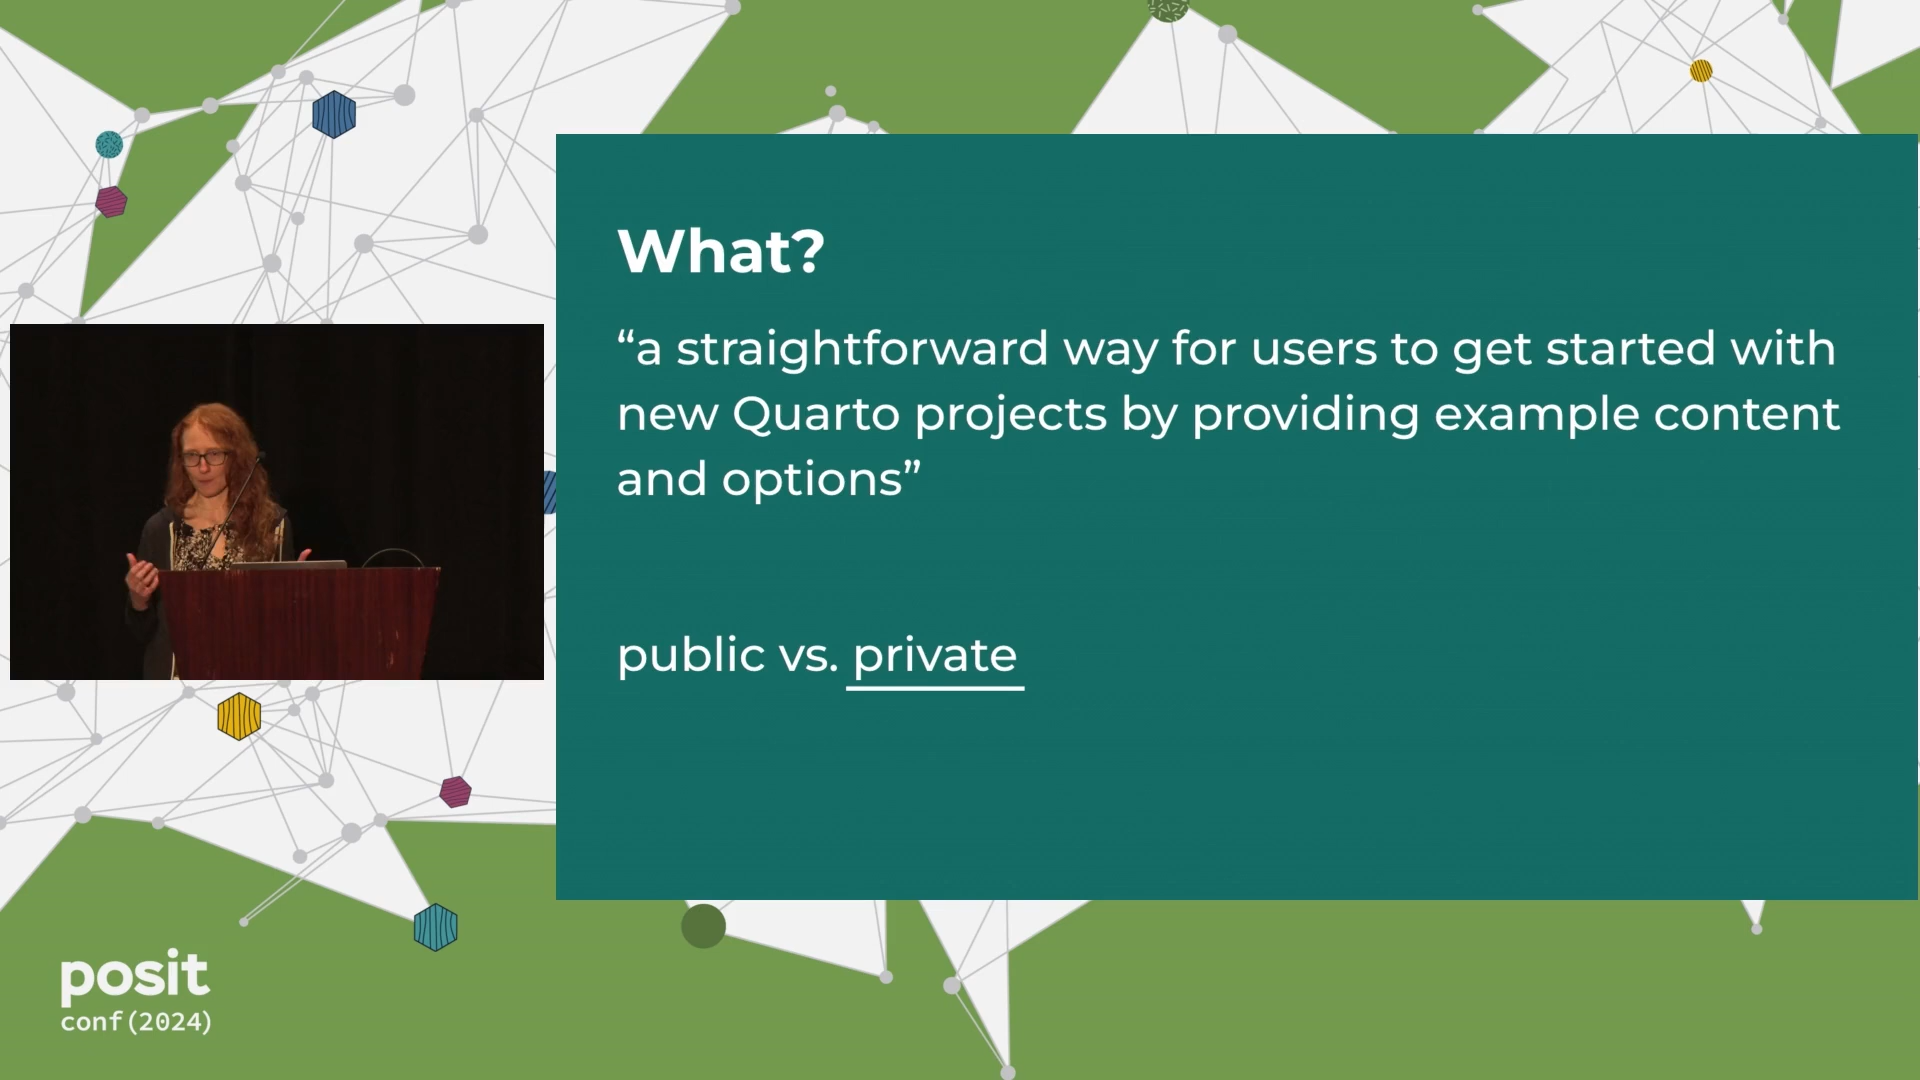 What?
“a straightforward way for users to get started with
new Quarto projects by providing example content
and options”
public vs. private
posit
conf(2024)